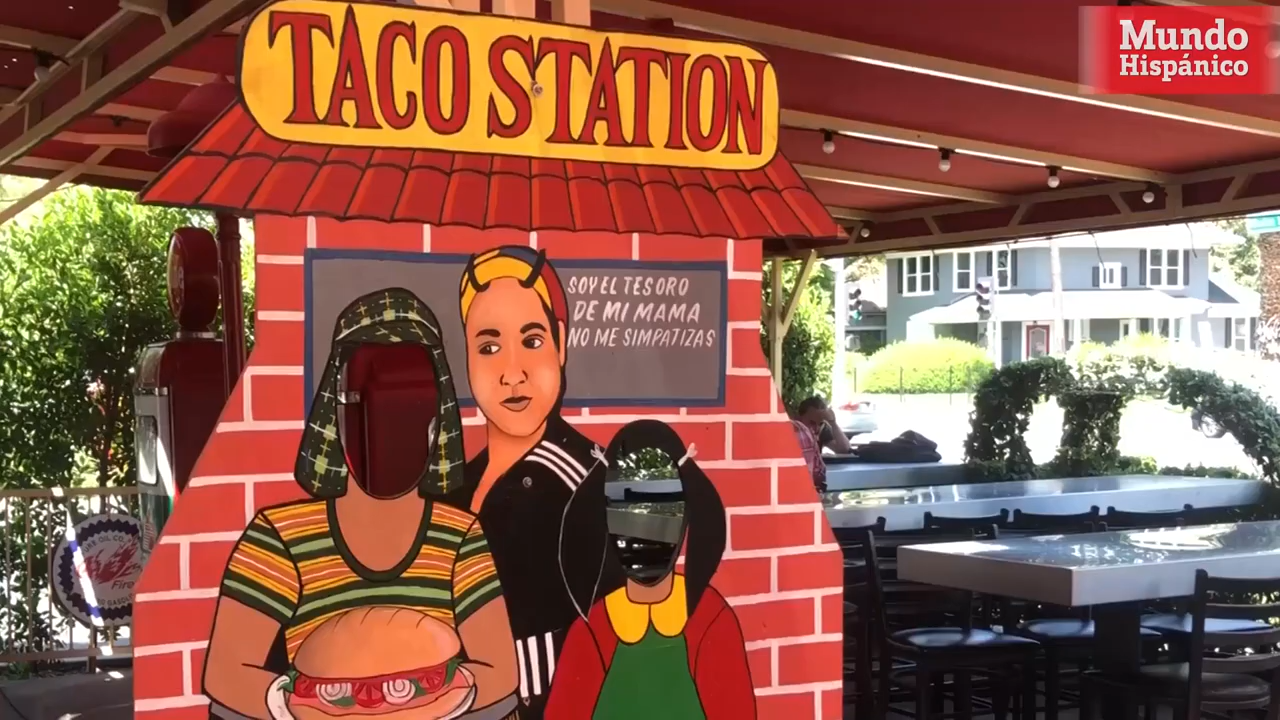 Mundo
Hispánico
TACO STATION
SOY EL TESORO
DE MI MAMA
NO ME SIMPATIZAS